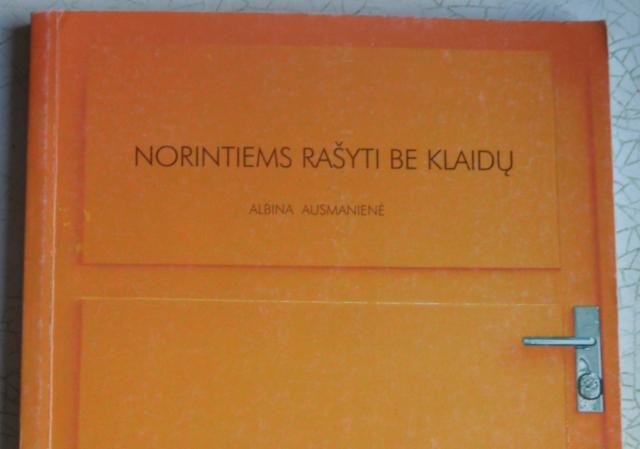 NORINTIEMS RAŠYTI BE KLAIDŲ
ALBINA AUSMANIENĖ